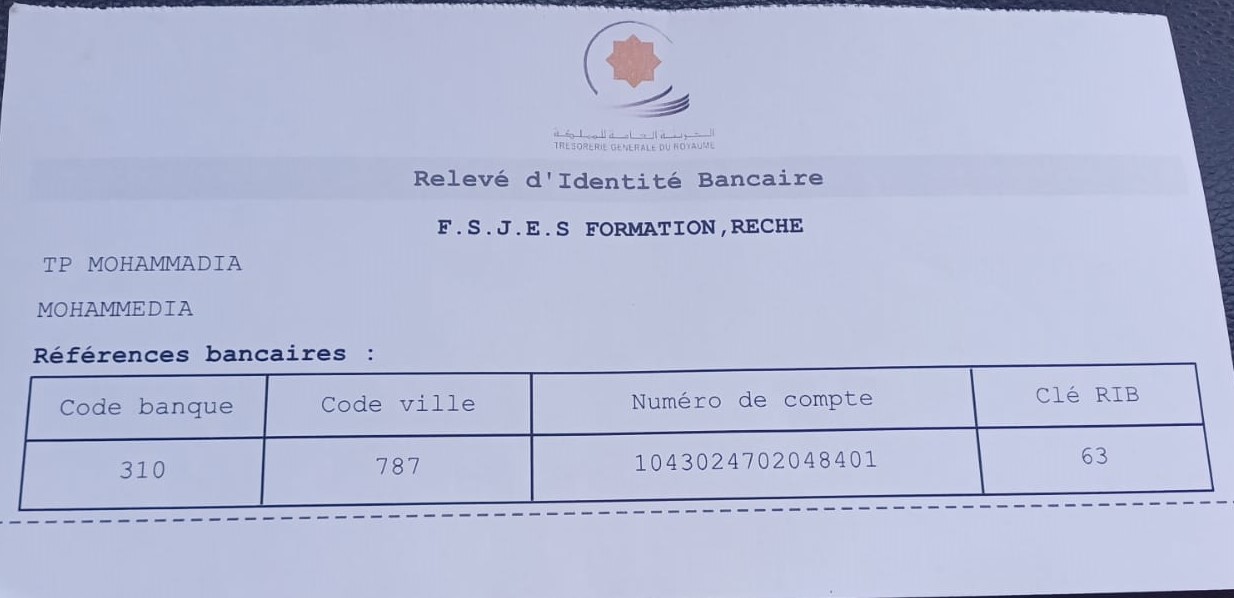 الخزينة العامة للمملكة
TRESORERIE GENERALE DU ROYAUME
Relevé d'Identité Bancaire
F.S.J.E.S FORMATION,RECHE
TP MOHAMMADIA
MOHAMMEDIA
Références bancaires :
Code banque Code ville Numéro de compte Clé RIB
310 787 1043024702048401 63